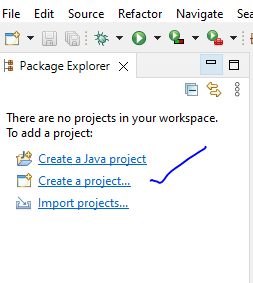 Edit Source Refactor Navigate Sea
Package Explorer
There are no projects in your workspace.
To add a project:
Create a Java project
Create a project...
Import projects...